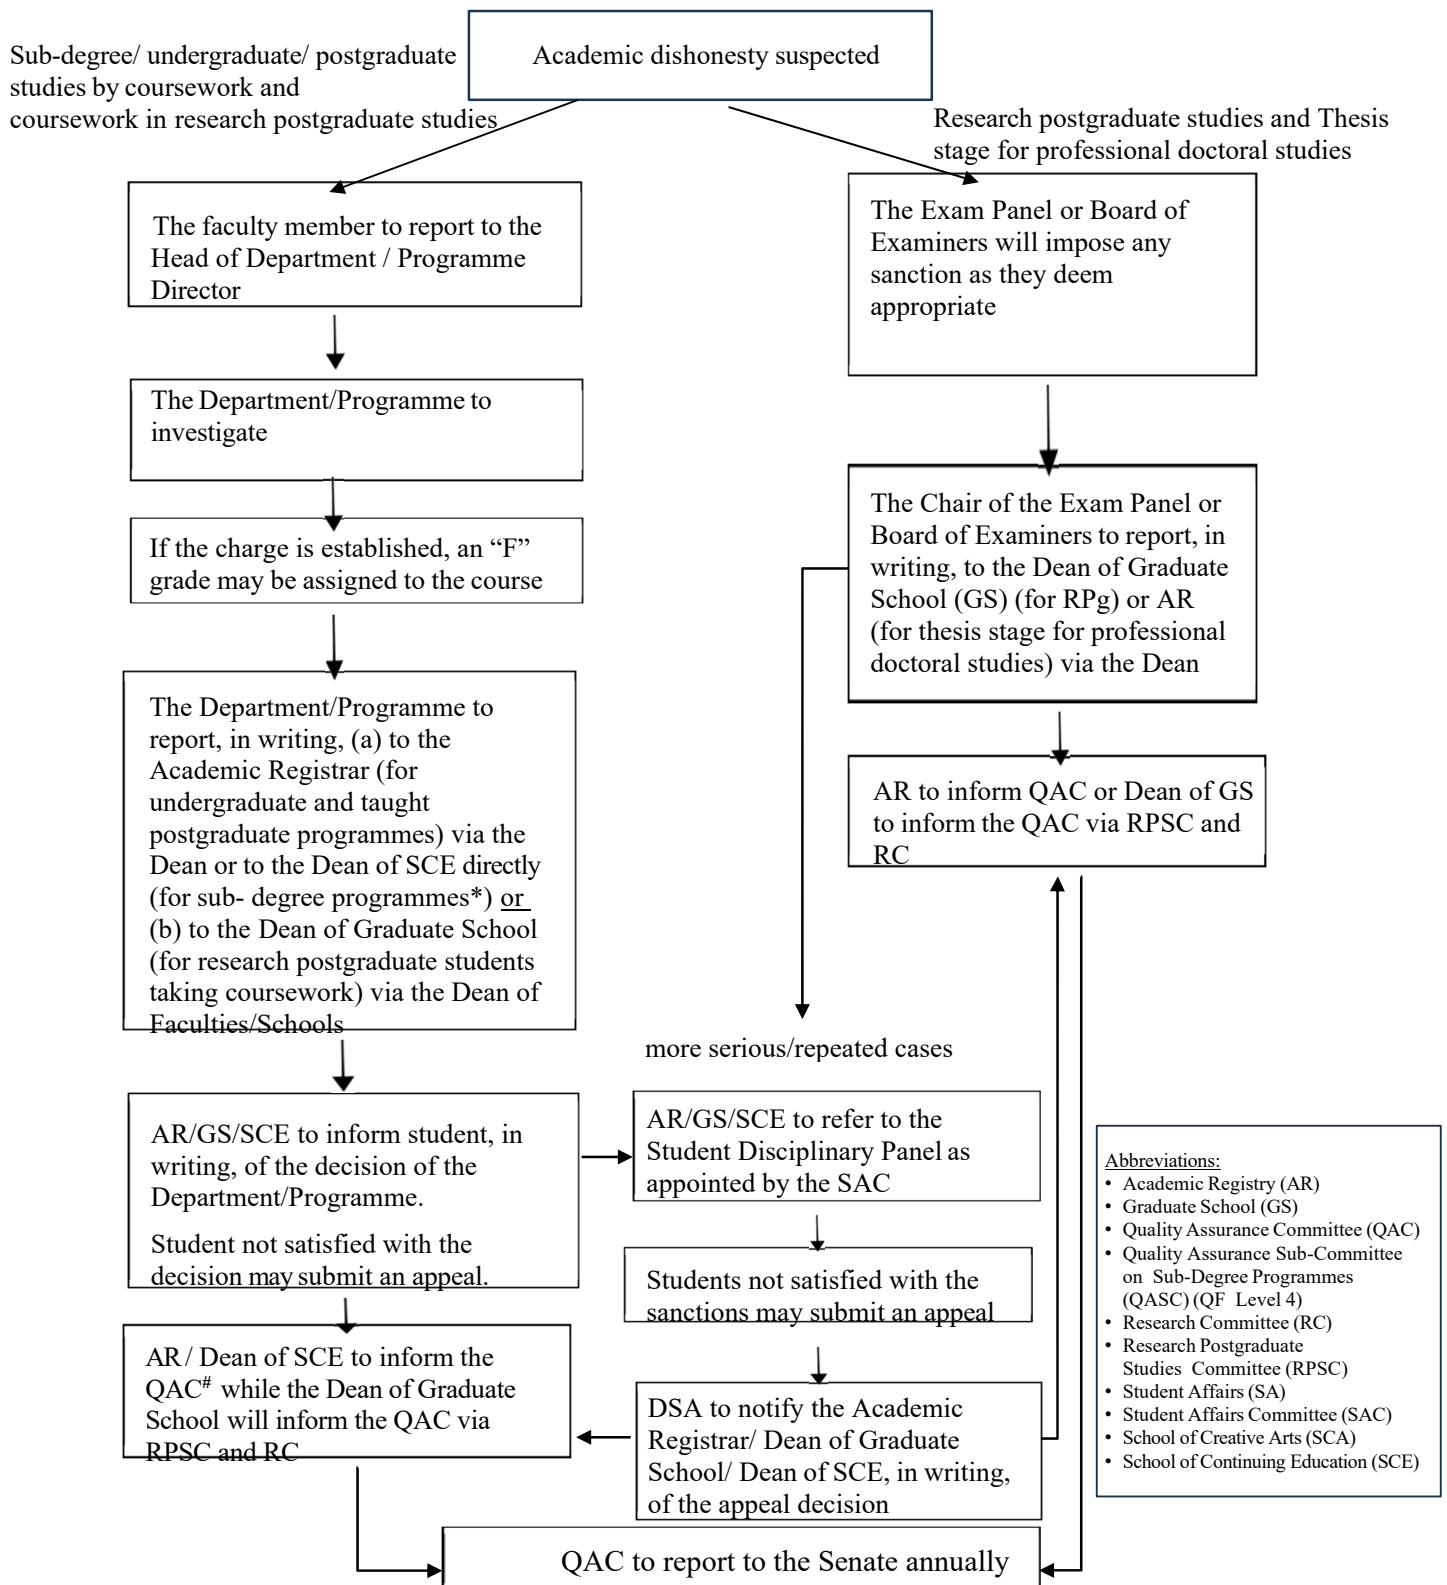 Academic dishonesty suspected
Sub-degree/ undergraduate/ postgraduate
studies by coursework and
coursework in research postgraduate studies
Research postgraduate studies and Thesis
stage for professional doctoral studies
The faculty member to report to the
Head of Department / Programme
Director
The Department/Programme to
investigate
If the charge is established, an “F”
grade may be assigned to the course
The Department/Programme to
report, in writing, (a) to the
Academic Registrar (for
undergraduate and taught
postgraduate programmes) via the
Dean or to the Dean of SCE directly
(for sub- degree programmes*) or
(b) to the Dean of Graduate School
(for research postgraduate students
taking coursework) via the Dean of
Faculties/Schools
AR/GS/SCE to inform student, in
writing, of the decision of the
Department/Programme.
Student not satisfied with the
decision may submit an appeal.
AR/ Dean of SCE to inform the
QAC# while the Dean of Graduate
School will inform the QAC via
RPSC and RC
The Exam Panel or Board of
Examiners will impose any
sanction as they deem
appropriate
The Chair of the Exam Panel or
Board of Examiners to report, in
writing, to the Dean of Graduate
School (GS) (for RPg) or AR
(for thesis stage for professional
doctoral studies) via the Dean
AR to inform QAC or Dean of GS
to inform the QAC via RPSC and
RC
more serious/repeated cases
AR/GS/SCE to refer to the
Student Disciplinary Panel as
appointed by the SAC
Students not satisfied with the
sanctions may submit an appeal
DSA to notify the Academic
Registrar/ Dean of Graduate
School/ Dean of SCE, in writing,
of the appeal decision
QAC to report to the Senate annually
Abbreviations:
• Academic Registry (AR)
• Graduate School (GS)
• Quality Assurance Committee (QAC)
• Quality Assurance Sub-Committee
on Sub-Degree Programmes
(QASC) (QF Level 4)
• Research Committee (RC)
• Research Postgraduate
Studies Committee (RPSC)
• Student Affairs (SA)
• Student Affairs Committee (SAC)
• School of Creative Arts (SCA)
• School of Continuing Education (SCE)